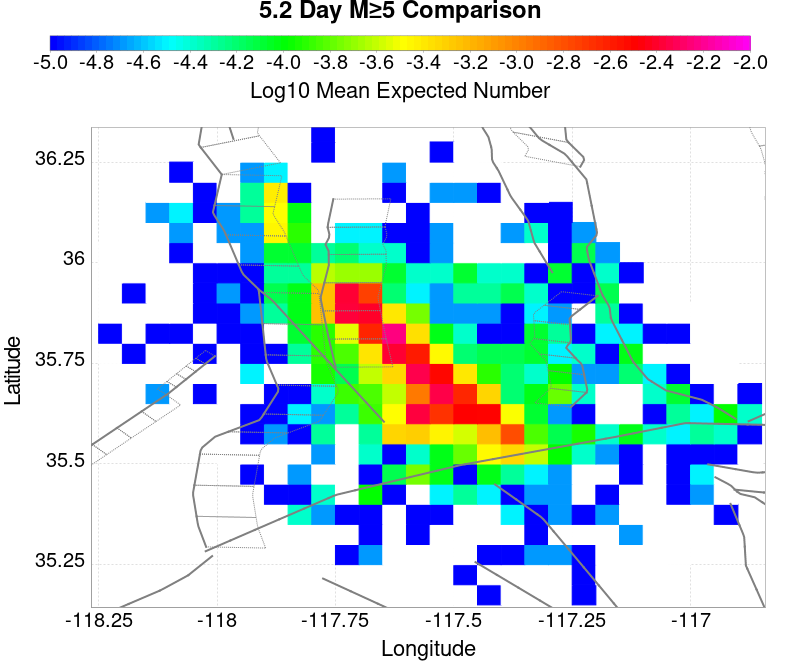 5.2 Day M≥5 Comparison
-5.0 -4.8 -4.6 -4.4 -4.2 -4.0 -3.8 -3.6 -3.4 -3.2 -3.0 -2.8 -2.6 -2.4 -2.2 -2.0
Log10 Mean Expected Number
36.25
36
35.75
35.5
35.25
Latitude
-118.25 -118 -117.75 -117.5 -117.25 -117
Longitude